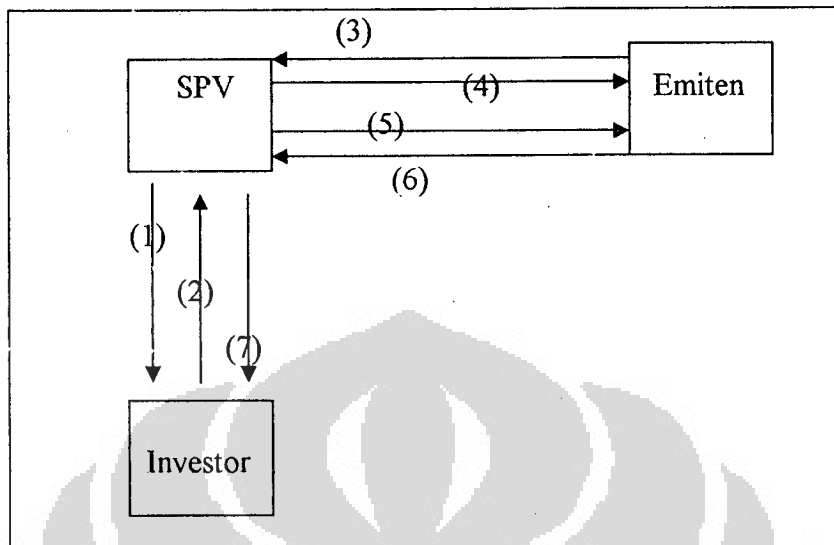 (3)
SPV
Emiten
(4)
(5)
(6)
(1)
(2)
(7)
Investor